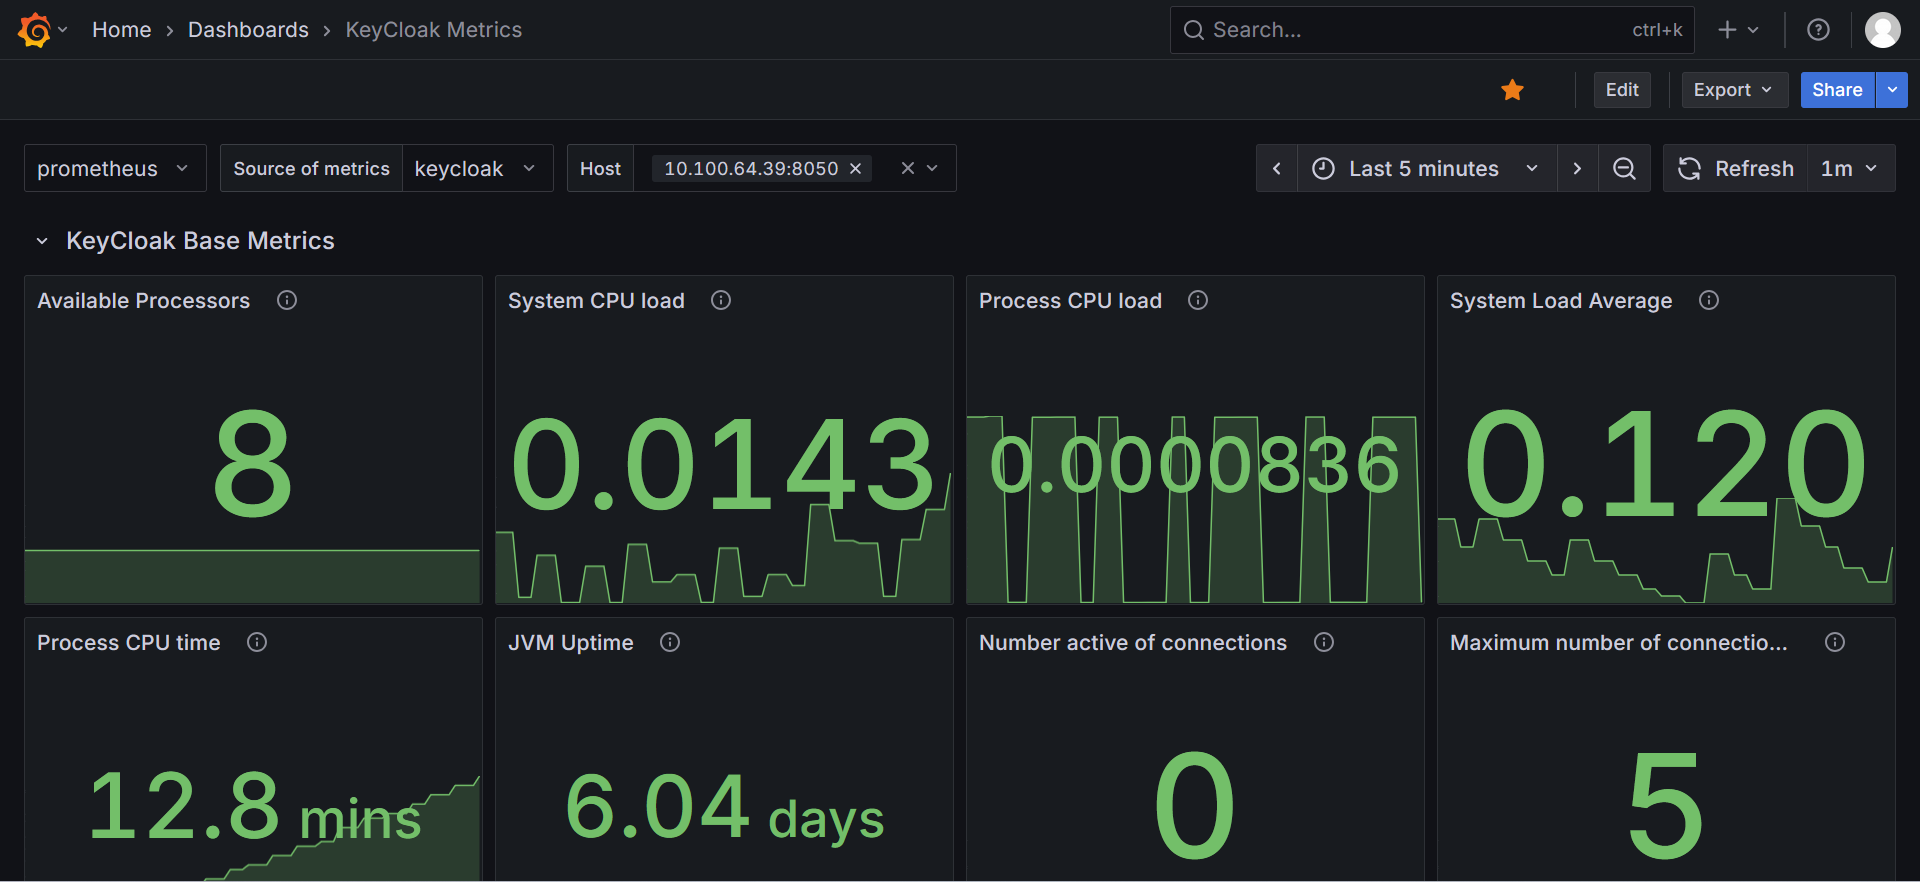 Home › Dashboards › KeyCloak Metrics
Search... ctrl+k
Edit Export Share
prometheus Source of metrics keycloak Host 10.100.64.39:8050 Last 5 minutes Refresh 1m
KeyCloak Base Metrics
Available Processors System CPU load Process CPU load System Load Average
8 0.0143 0.0000836 0.120
Process CPU time JVM Uptime Number active of connections Maximum number of connectio...
12.8 mins 6.04 days 0 5